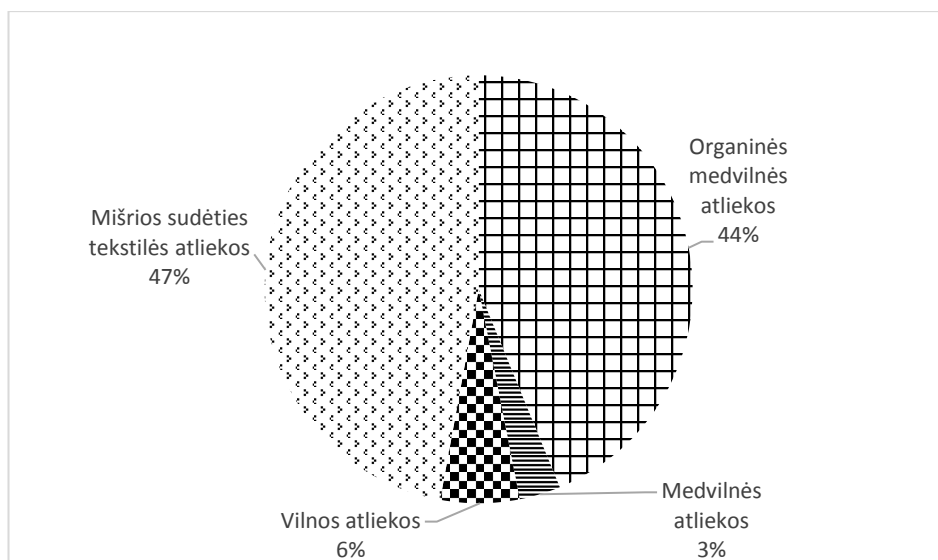 Organinės
medvilnės
atliekos
44%
Medvilnės
atliekos
3%
Vilnos atliekos
6%
Mišrios sudėties
tekstilės atliekos
47%